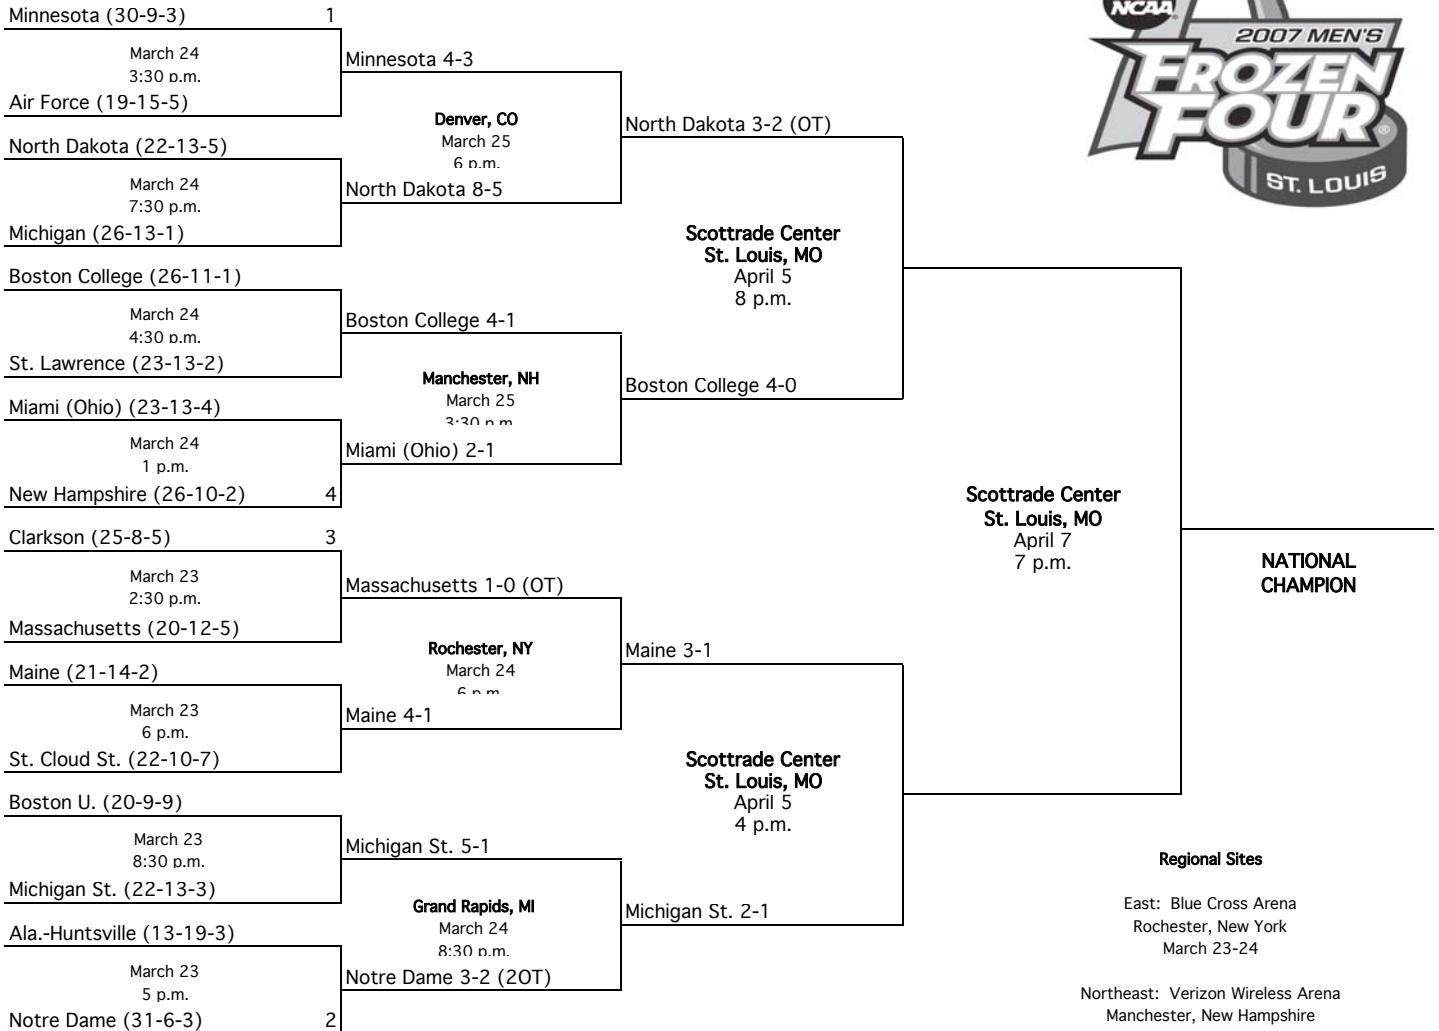 Minnesota (30-9-3) 1
March 24
3:30 p.m.
Air Force (19-15-5)
North Dakota (22-13-5)
March 24
7:30 p.m.
Michigan (26-13-1)
Boston College (26-11-1)
March 24
4:30 p.m.
St. Lawrence (23-13-2)
Miami (Ohio) (23-13-4)
March 24
1 p.m.
New Hampshire (26-10-2) 4
Clarkson (25-8-5) 3
March 23
2:30 p.m.
Massachusetts (20-12-5)
Maine (21-14-2)
March 23
6 p.m.
St. Cloud St. (22-10-7)
Boston U. (20-9-9)
March 23
8:30 p.m.
Michigan St. (22-13-3)
Ala.-Huntsville (13-19-3)
March 23
5 p.m.
Notre Dame (31-6-3) 2
Minnesota 4-3
Denver, CO
March 25
6 p.m.
North Dakota 8-5
Boston College 4-1
Manchester, NH
March 25
3:30 p.m.
Miami (Ohio) 2-1
Massachusetts 1-0 (OT)
Rochester, NY
March 24
6 p.m.
Maine 4-1
Michigan St. 5-1
Grand Rapids, MI
March 24
8:30 p.m.
Notre Dame 3-2 (2OT)
North Dakota 3-2 (OT)
Scottrade Center
St. Louis, MO
April 5
8 p.m.
Boston College 4-0
Maine 3-1
Scottrade Center
St. Louis, MO
April 5
4 p.m.
Michigan St. 2-1
Scottrade Center
St. Louis, MO
April 7
7 p.m.
NATIONAL
CHAMPION
NCAA
2007 MEN'S
FROZEN
FOUR®
ST. LOUIS
Regional Sites
East: Blue Cross Arena
Rochester, New York
March 23-24
Northeast: Verizon Wireless Arena
Manchester, New Hampshire